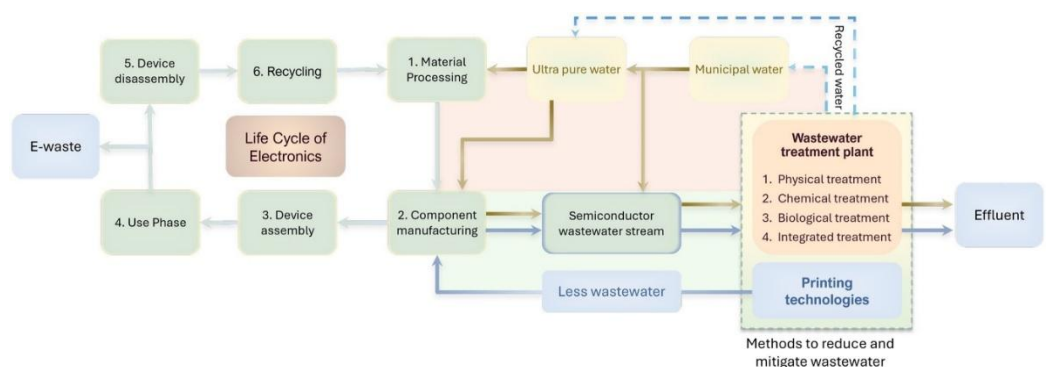 5. Device
disassembly
6. Recycling
1. Material
Processing
Ultra pure water
Municipal water
Recycled water
E-waste
Life Cycle of
Electronics
Wastewater
treatment plant
1. Physical treatment
2. Chemical treatment
3. Biological treatment
4. Integrated treatment
4. Use Phase
3. Device
assembly
2. Component
manufacturing
Semiconductor
wastewater stream
Effluent
Less wastewater
Printing
technologies
Methods to reduce and
mitigate wastewater